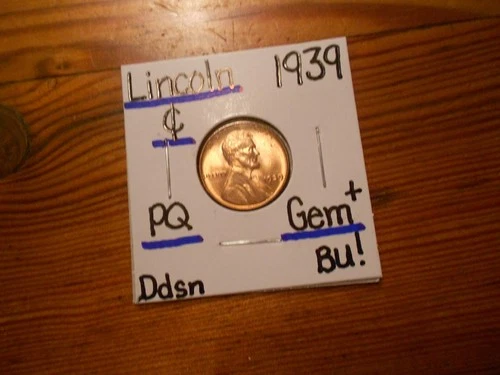 Lincoln 1939
¢
PQ Gem+
BU!
Ddsn